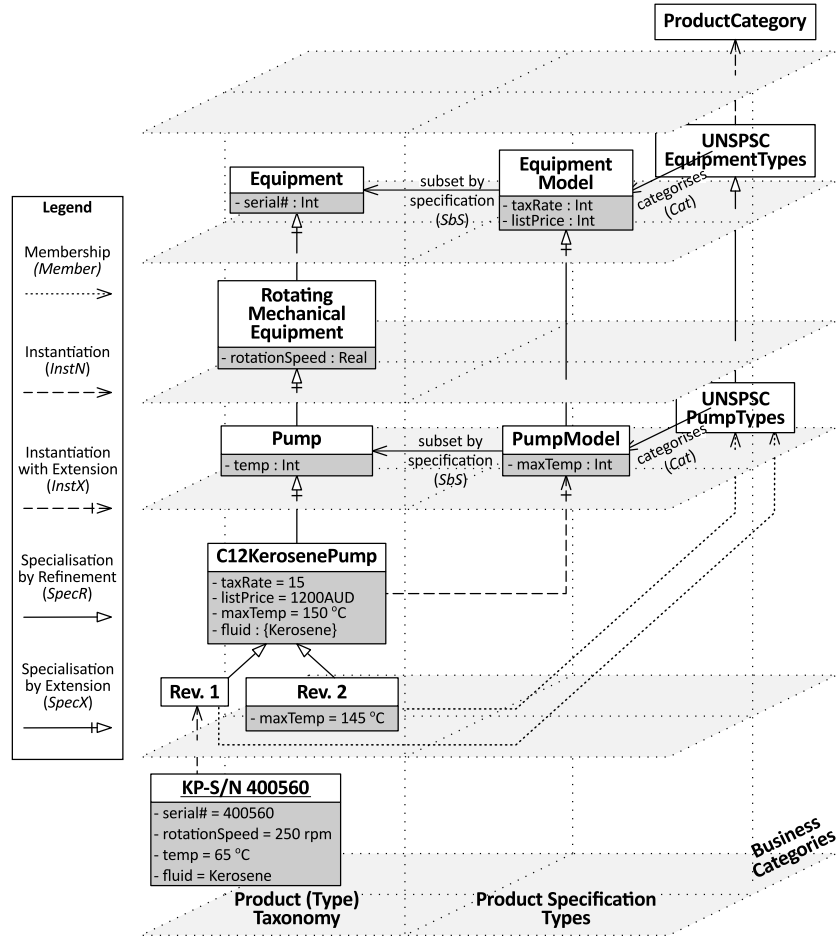 ProductCategory
UNSPSC
EquipmentTypes
Equipment
- serial# : Int
subset by
specification
(SbS)
Equipment
Model
- taxRate : Int
- listPrice : Int
categorises
(Cat)
Legend
Membership
(Member)
Instantiation
(InstN)
Instantiation
with Extension
(InstX)
Specialisation
by Refinement
(SpecR)
Specialisation
by Extension
(SpecX)
Rotating
Mechanical
Equipment
- rotationSpeed : Real
UNSPSC
PumpTypes
Pump
- temp : Int
subset by
specification
(SbS)
PumpModel
- maxTemp : Int
categorises
(Cat)
C12KerosenePump
- taxRate = 15
- listPrice = 1200AUD
- maxTemp = 150 °C
- fluid : {Kerosene}
Rev. 1
Rev. 2
- maxTemp = 145 °C
KP-S/N 400560
- serial# = 400560
- rotationSpeed = 250 rpm
- temp = 65 °C
- fluid = Kerosene
Product (Type)
Taxonomy
Product Specification
Types
Business
Categories